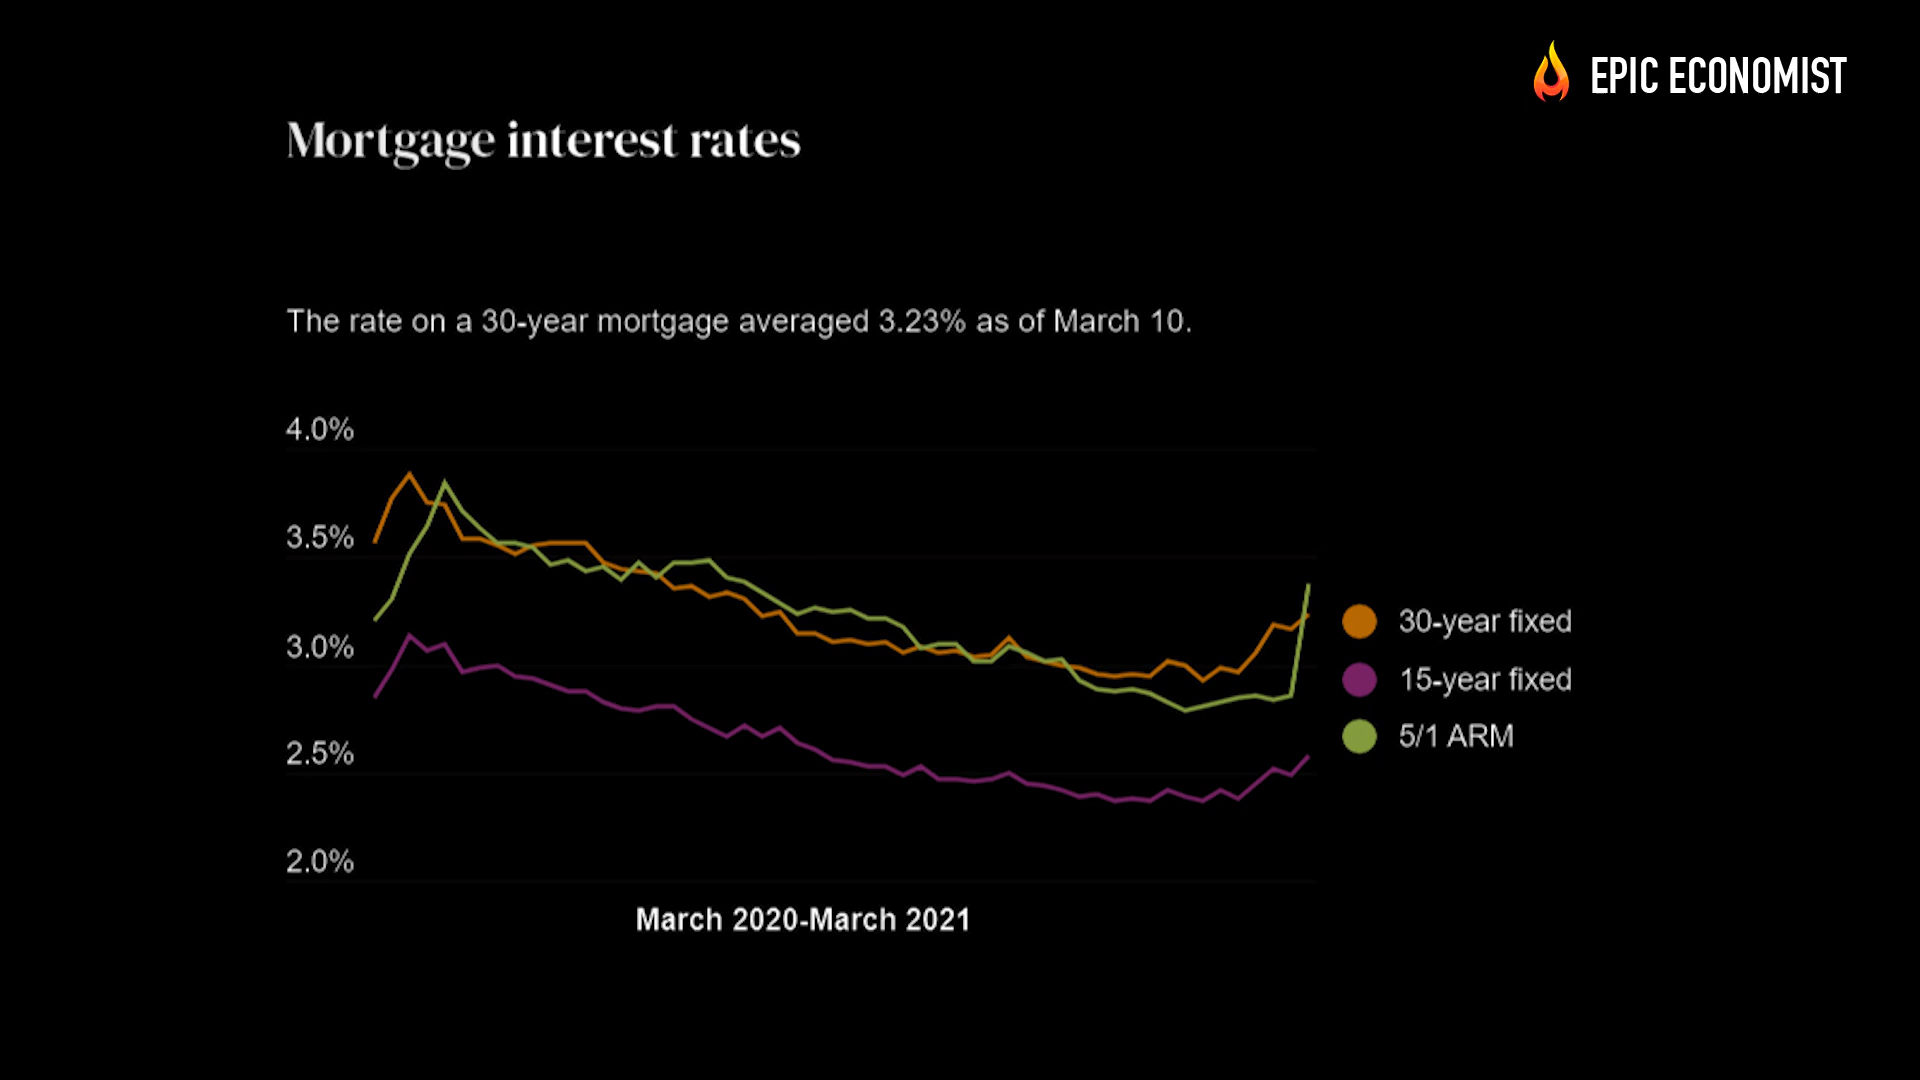 EPIC ECONOMIST
Mortgage interest rates
The rate on a 30-year mortgage averaged 3.23% as of March 10.
4.0%
3.5%
3.0%
2.5%
2.0%
30-year fixed
15-year fixed
5/1 ARM
March 2020-March 2021